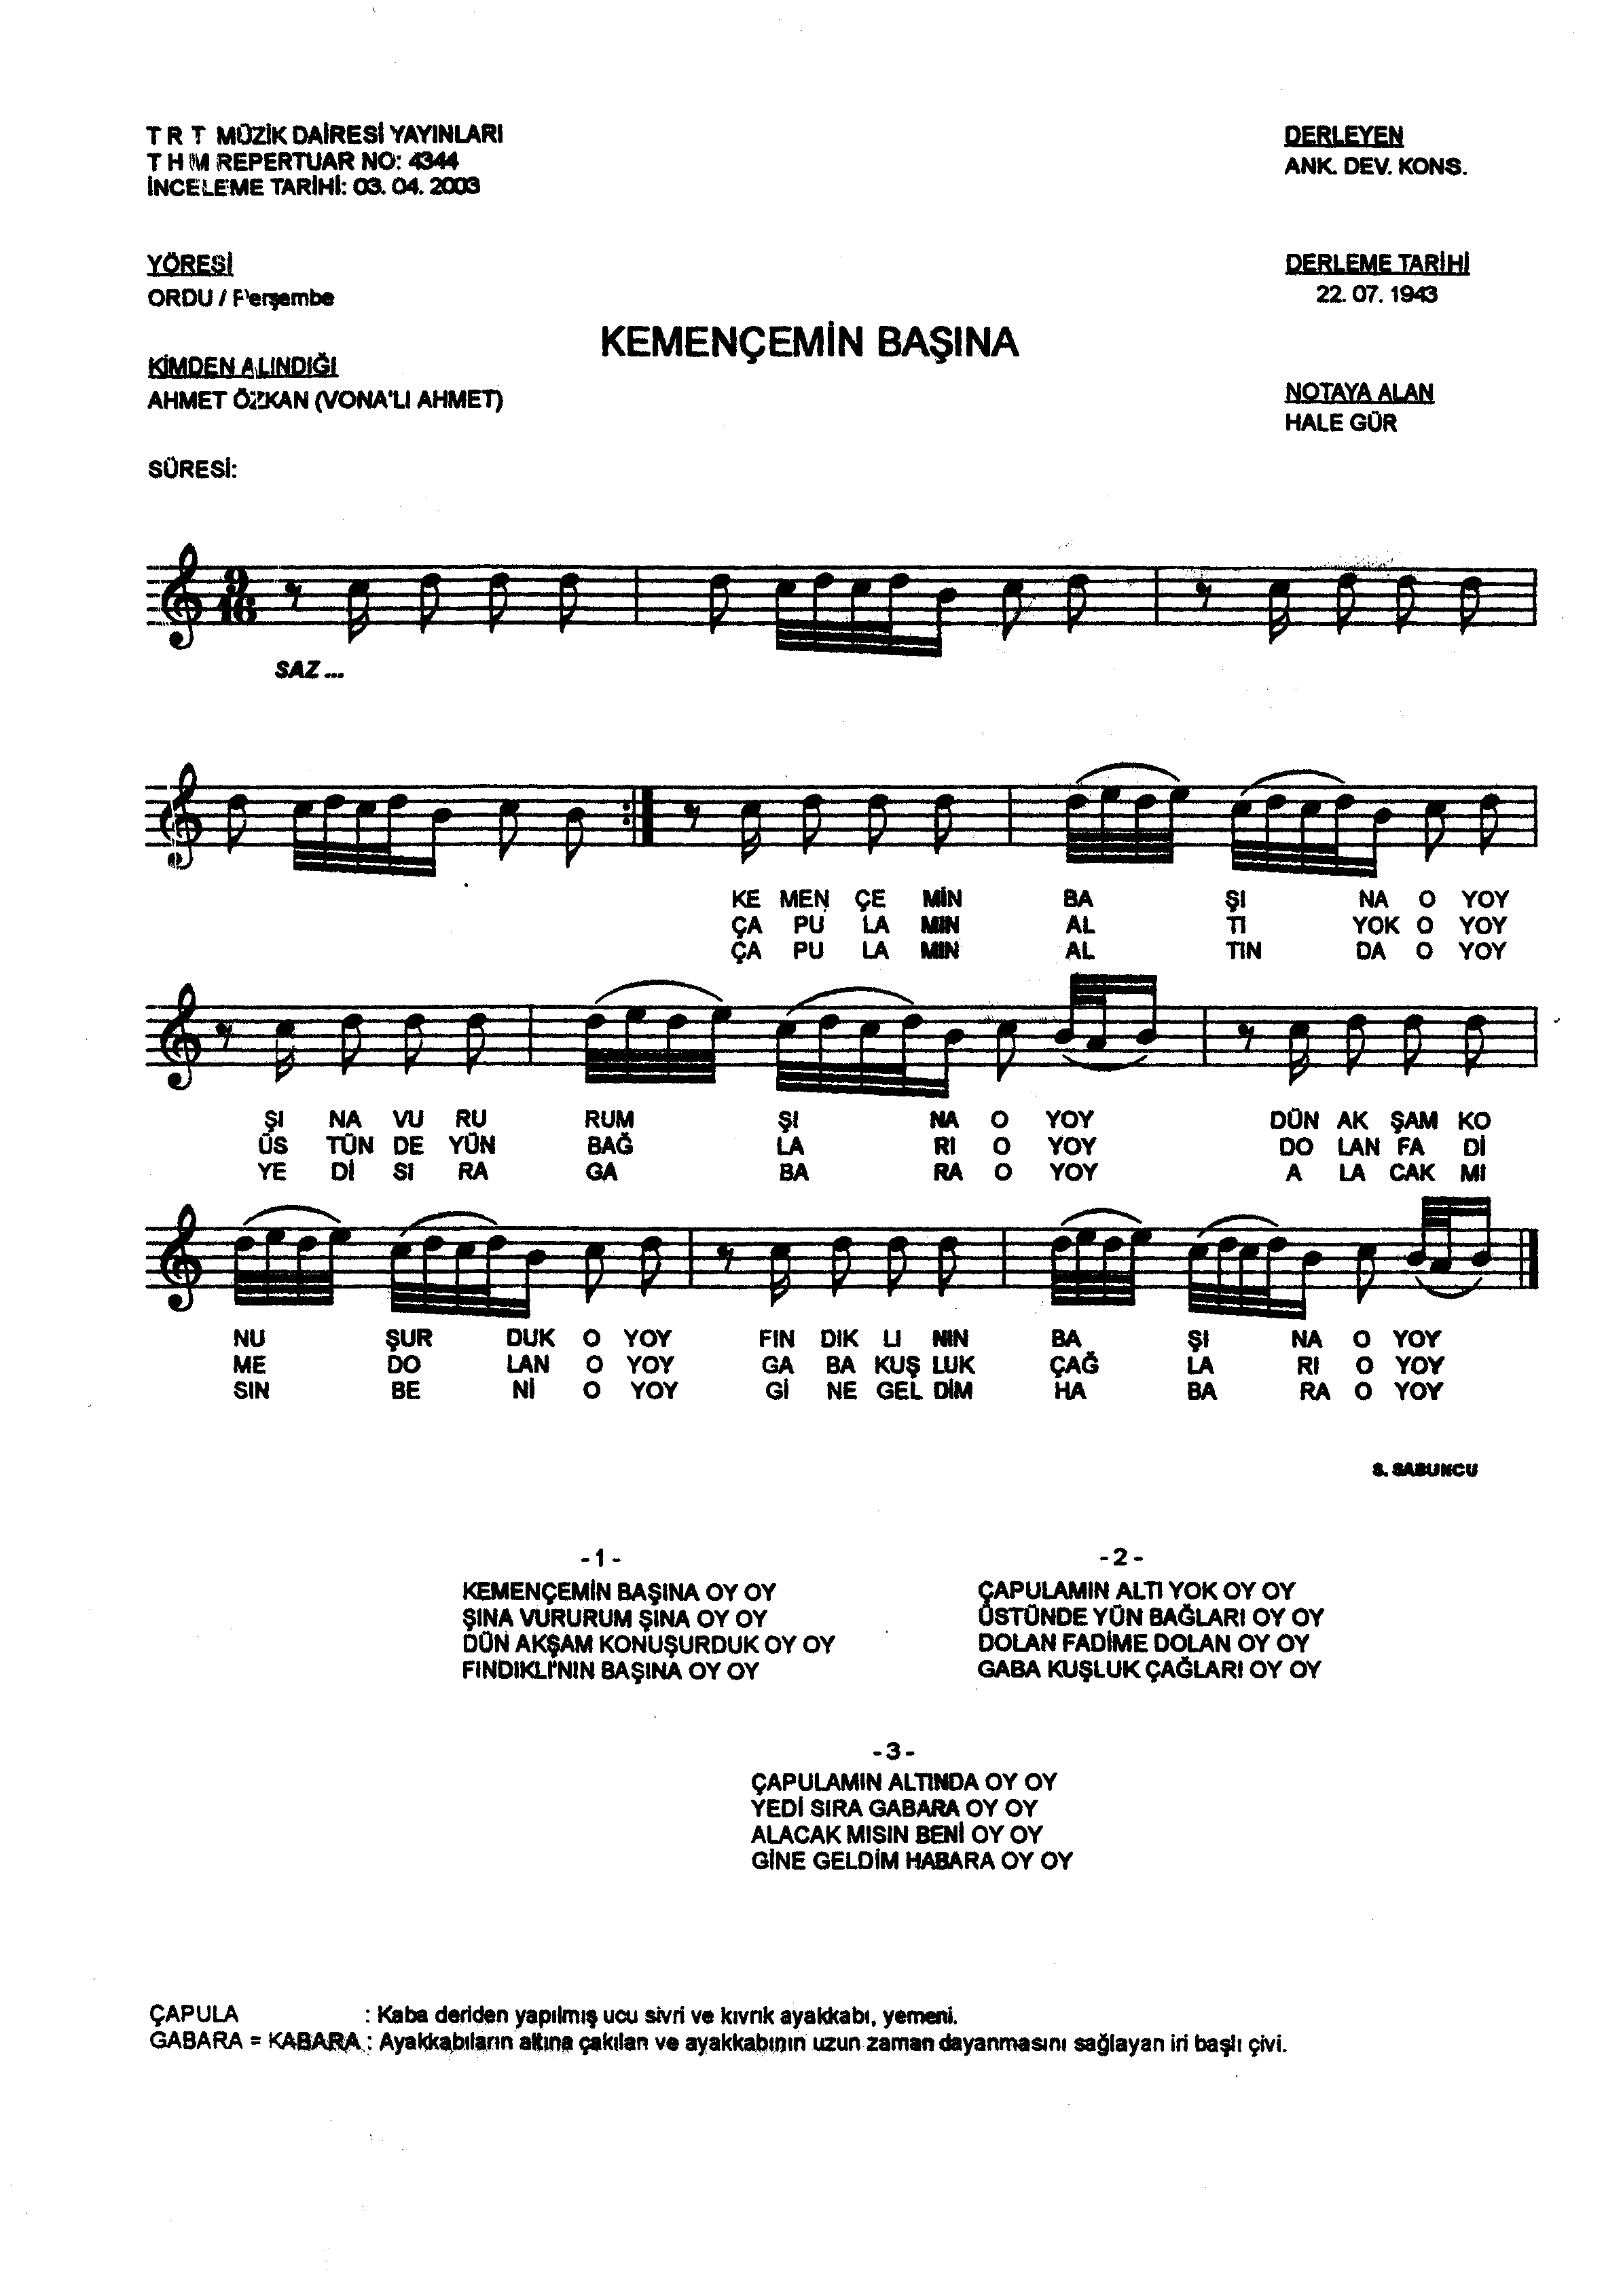 T R T MÜZİK DAİRESİ YAYINLARI
T H M REPERTUAR NO: 4344
İNCELEME TARİHİ: 03. 04. 2003
DERLEYEN
ANK. DEV. KONS.
YÖRESİ
ORDU / Perşembe
DERLEME TARİHİ
22. 07. 1943
KEMENÇEMİN BAŞINA
KİMDEN ALINDIĞI
AHMET ÖZKAN (VONA'LI AHMET)
NOTAYA ALAN
HALE GÜR
SÜRESİ:
9
16
SAZ ...
KE MEN ÇE MİN BA ŞI NA O YOY
ÇA PU LA MIN AL TI YOK O YOY
ÇA PU LA MIN AL TIN DA O YOY
ŞI NA VU RU RUM ŞI NA O YOY DÜN AK ŞAM KO
ÜS TÜN DE YÜN BAĞ LA RI O YOY DO LAN FA Dİ
YE Dİ SI RA GA BA RA O YOY A LA CAK MI
NU ŞUR DUK O YOY FIN DIK LI NIN BA ŞI NA O YOY
ME DO LAN O YOY GA BA KUŞ LUK ÇAĞ LA RI O YOY
SIN BE Nİ O YOY Gİ NE GEL DİM HA BA RA O YOY
S. SABUNCU
- 1 -
KEMENÇEMİN BAŞINA OY OY
ŞINA VURURUM ŞINA OY OY
DÜN AKŞAM KONUŞURDUK OY OY
FINDIKLI'NIN BAŞINA OY OY
- 2 -
ÇAPULAMIN ALTI YOK OY OY
ÜSTÜNDE YÜN BAĞLARI OY OY
DOLAN FADİME DOLAN OY OY
GABA KUŞLUK ÇAĞLARI OY OY
- 3 -
ÇAPULAMIN ALTINDA OY OY
YEDİ SIRA GABARA OY OY
ALACAK MISIN BENİ OY OY
GİNE GELDİM HABARA OY OY
ÇAPULA : Kaba deriden yapılmış ucu sivri ve kıvrık ayakkabı, yemeni.
GABARA = KABARA : Ayakkabıların altına çakılan ve ayakkabının uzun zaman dayanmasını sağlayan iri başlı çivi.